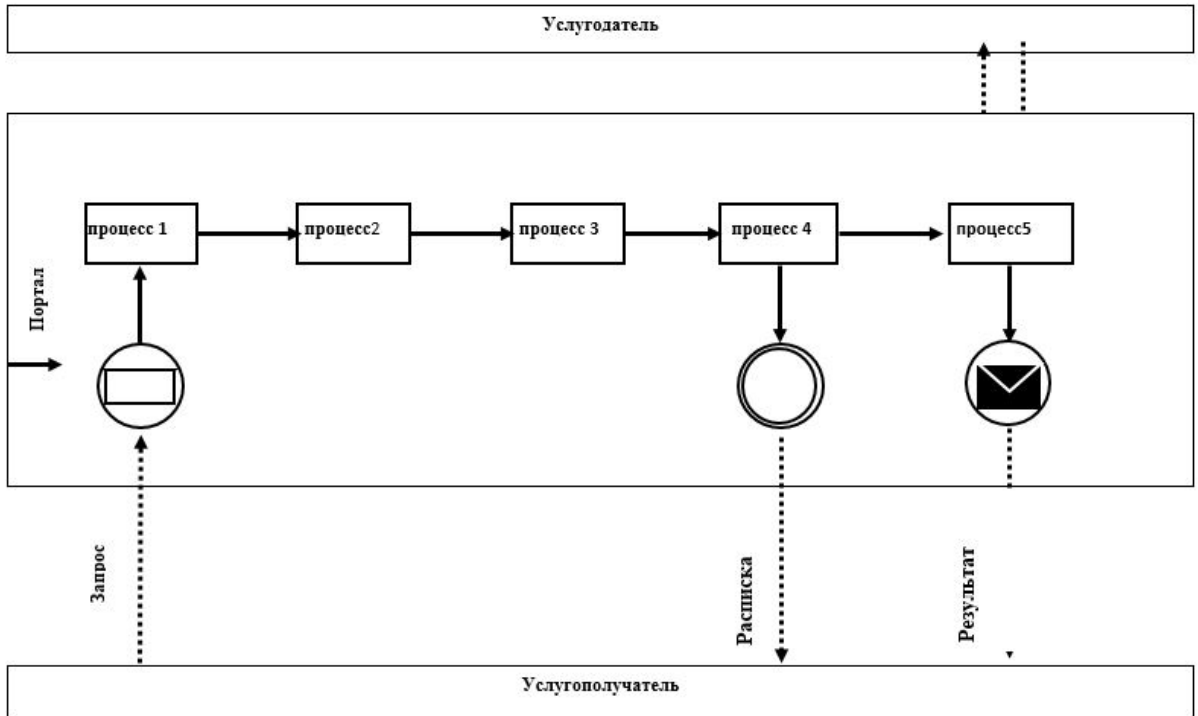 Услугодатель
процесс 1
процесс2
процесс 3
процесс 4
процесс5
Портал
Запрос
Расписка
Результат
Услугополучатель